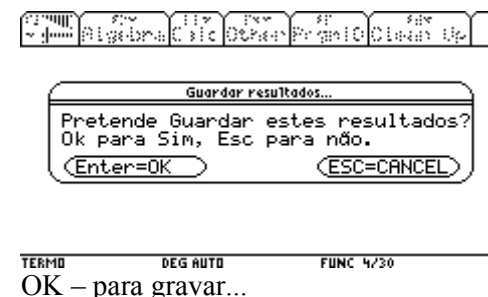 Algebra Calc Other PrgmIO Clean Up
Guardar resultados...
Pretende Guardar estes resultados?
Ok para Sim, Esc para não.
Enter=OK ESC=CANCEL
TERMO DEG AUTO FUNC 4/30
OK – para gravar...